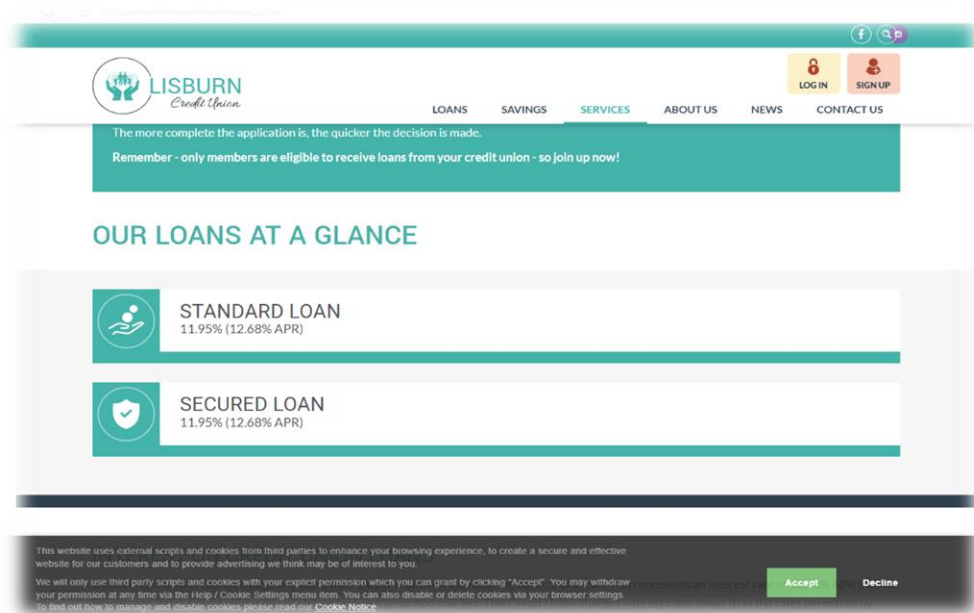 LISBURN
Credit Union
LOG IN
SIGN UP
LOANS
SAVINGS
SERVICES
ABOUT US
NEWS
CONTACT US
The more complete the application is, the quicker the decision is made.
Remember - only members are eligible to receive loans from your credit union - so join up now!
OUR LOANS AT A GLANCE
STANDARD LOAN
11.95% (12.68% APR)
SECURED LOAN
11.95% (12.68% APR)
This website uses external scripts and cookies from third parties to enhance your browsing experience, to create a secure and effective
website for our customers and to provide advertising we think may be of interest to you.
We will only use third party scripts and cookies with your explicit permission which you can grant by clicking "Accept". You may withdraw
your permission at any time via the Help / Cookie Settings menu item. You can also disable or delete cookies via your browser settings.
To find out how to manage and disable cookies please read our Cookie Notice
Accept
Decline
represents an interest rate